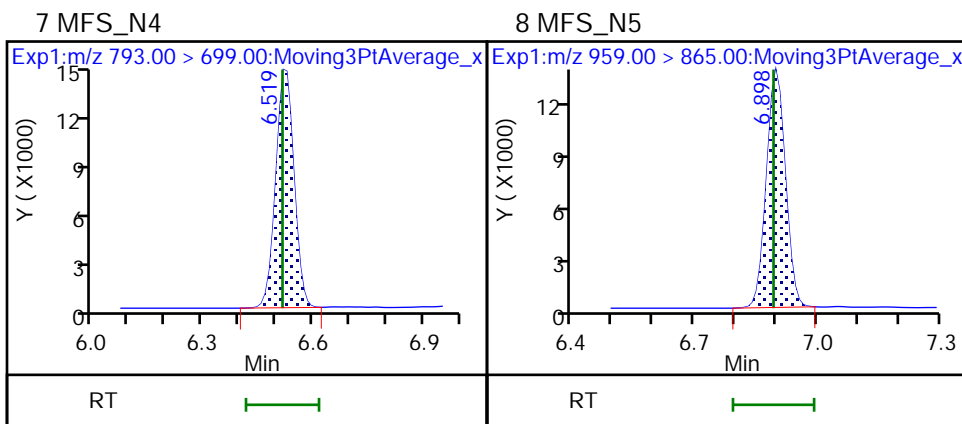 7 MFS_N4
Exp1:m/z 793.00 > 699.00:Moving3PtAverage_x
15
12
9
6
3
0
Y ( X1000)
6.519
6.0
6.3
6.6
6.9
Min
RT
8 MFS_N5
Exp1:m/z 959.00 > 865.00:Moving3PtAverage_x
12
9
6
3
0
Y ( X1000)
6.898
6.4
6.7
7.0
7.3
Min
RT